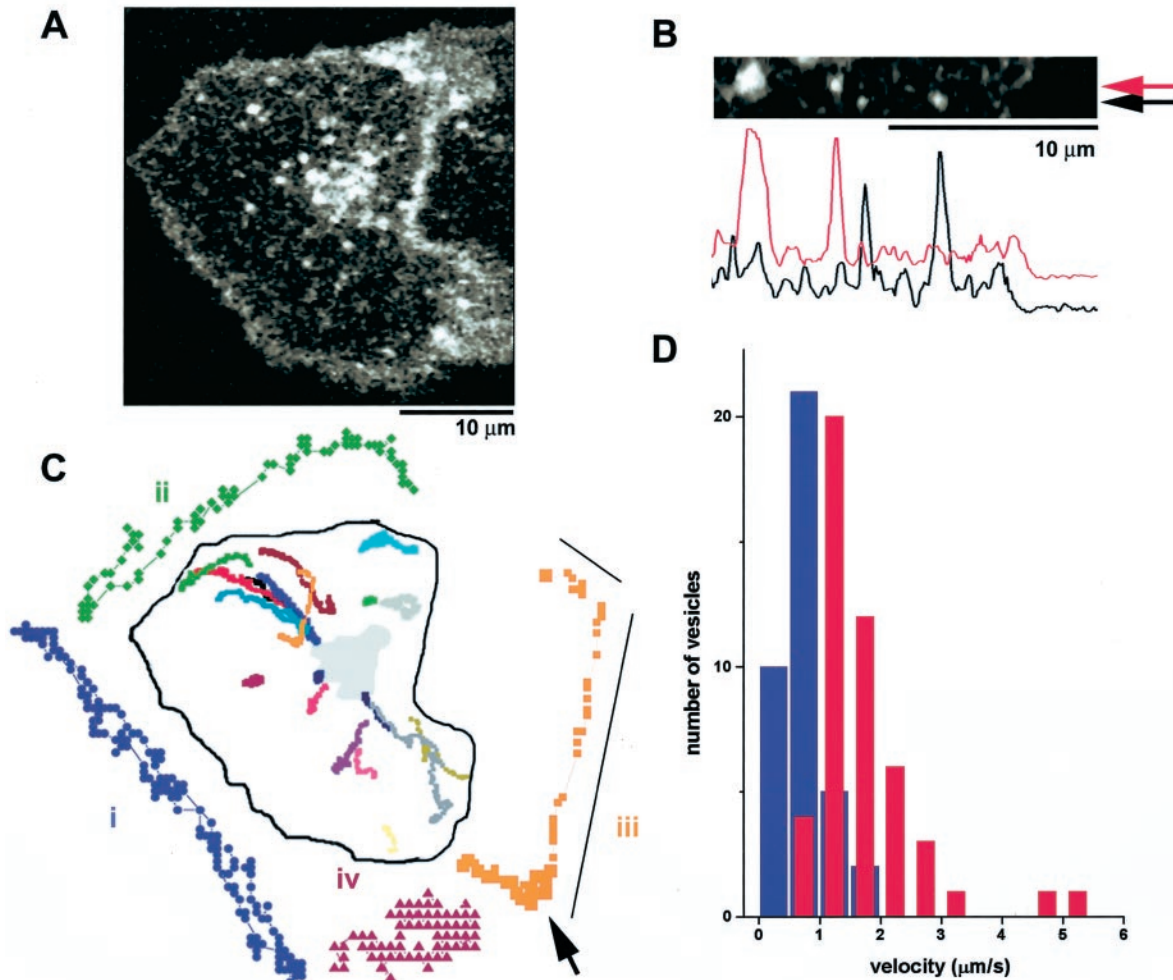 A
10 μm
B
10 μm
C
ii
i
iii
iv
D
number of vesicles
20
10
0
0 1 2 3 4 5 6
velocity (μm/s)